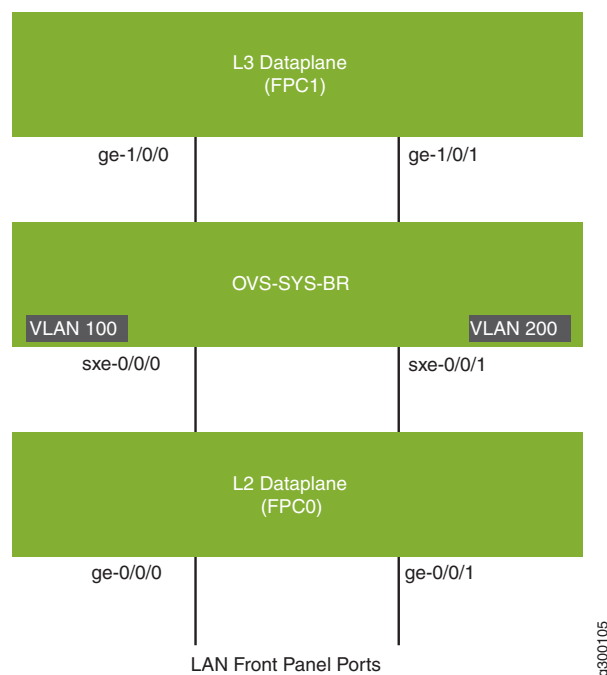 L3 Dataplane
(FPC1)
ge-1/0/0
ge-1/0/1
OVS-SYS-BR
VLAN 100
VLAN 200
sxe-0/0/0
sxe-0/0/1
L2 Dataplane
(FPC0)
ge-0/0/0
ge-0/0/1
LAN Front Panel Ports
g300105